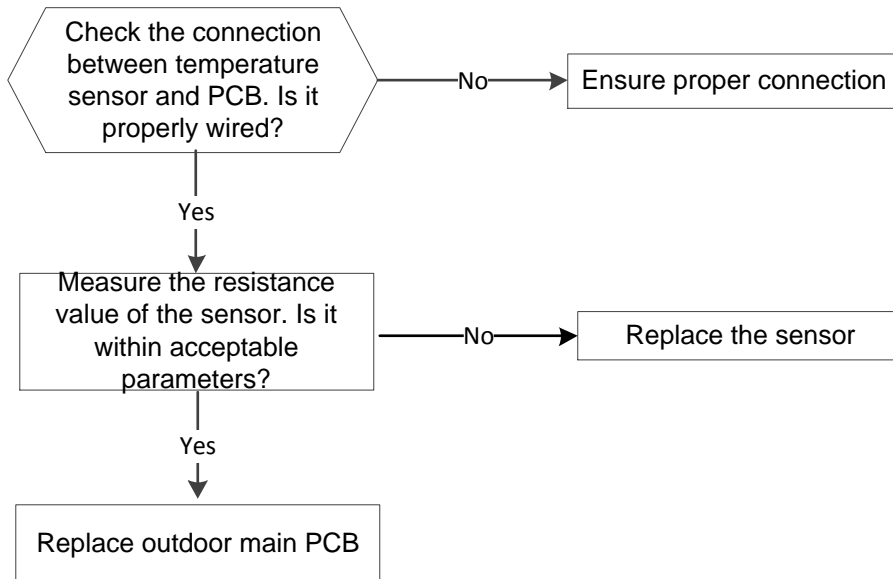 Check the connection
between temperature
sensor and PCB. Is it
properly wired?
No
Ensure proper connection
Yes
Measure the resistance
value of the sensor. Is it
within acceptable
parameters?
No
Replace the sensor
Yes
Replace outdoor main PCB